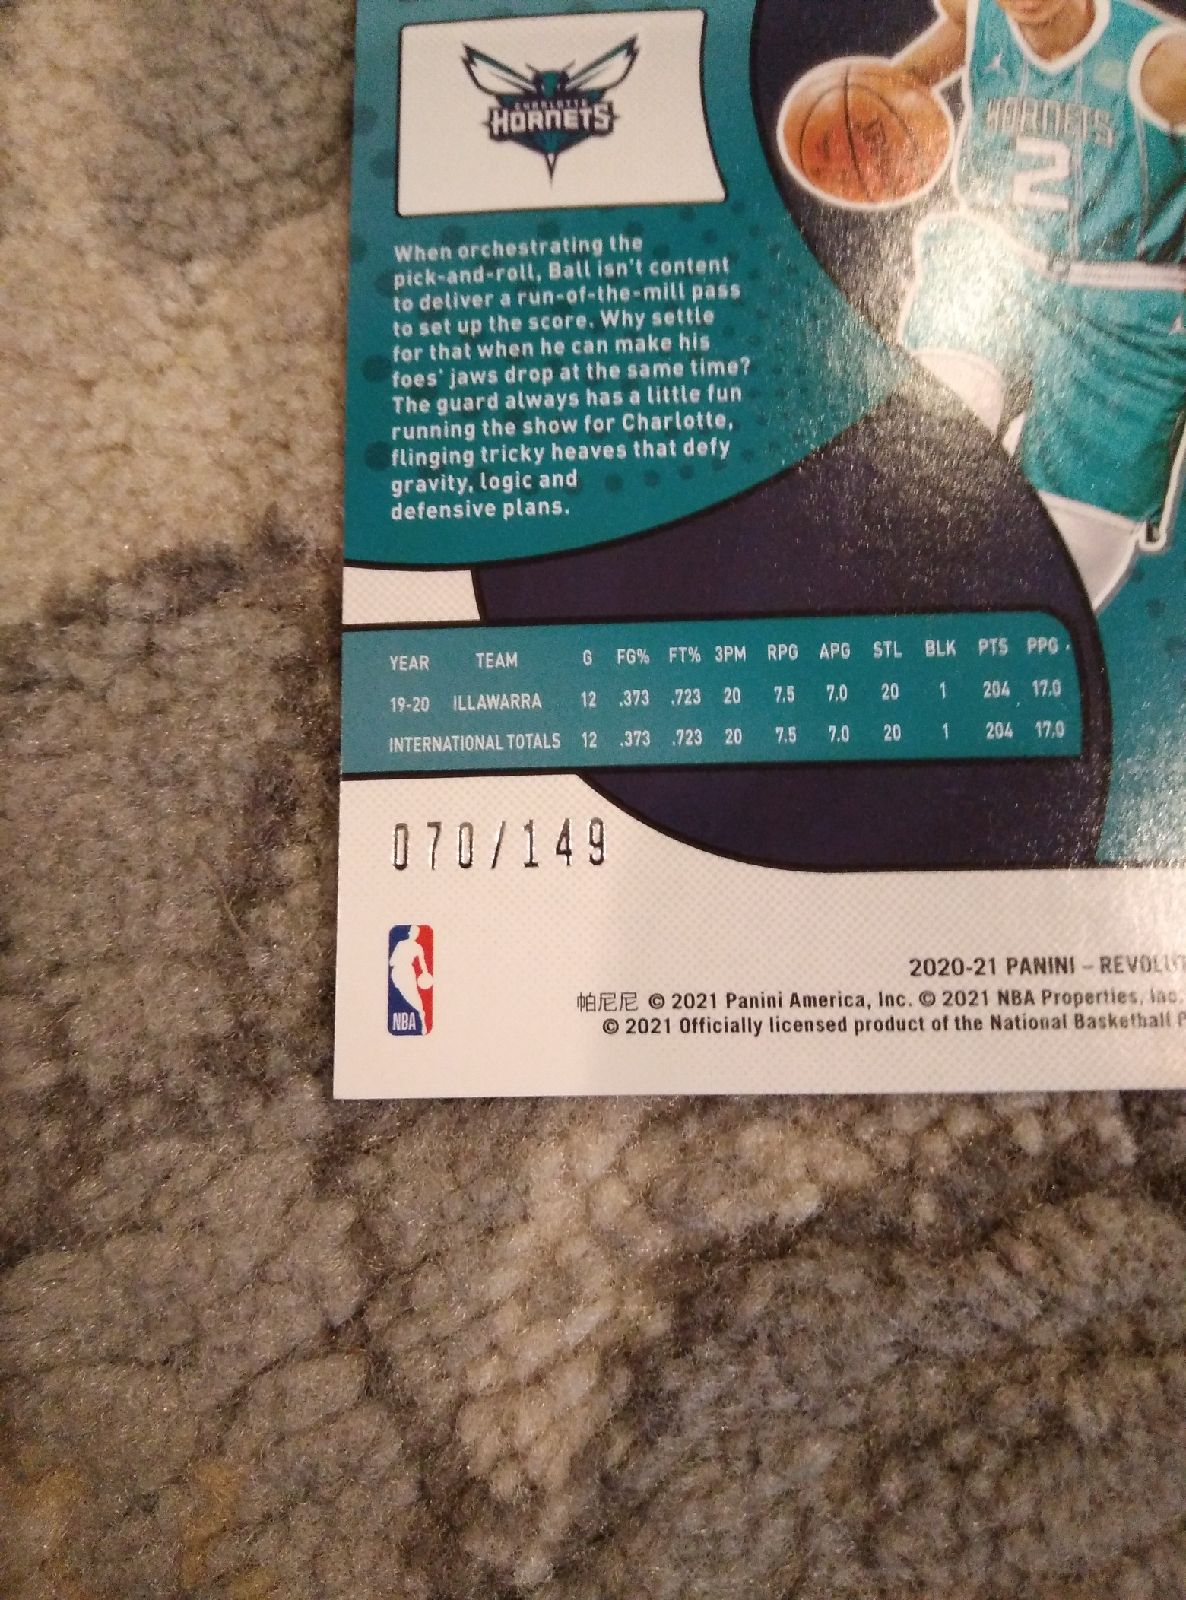 CHARLOTTE
HORNETS
HORNETS
2
When orchestrating the
pick-and-roll, Ball isn't content
to deliver a run-of-the-mill pass
to set up the score. Why settle
for that when he can make his
foes' jaws drop at the same time?
The guard always has a little fun
running the show for Charlotte,
flinging tricky heaves that defy
gravity, logic and
defensive plans.
YEAR TEAM G FG% FT% 3PM RPG APG STL BLK PTS PPG
19-20 ILLAWARRA 12 .373 .723 20 7.5 7.0 20 1 204 17.0
INTERNATIONAL TOTALS 12 .373 .723 20 7.5 7.0 20 1 204 17.0
070/149
NBA
2020-21 PANINI – REVOLUT
帕尼尼 © 2021 Panini America, Inc. © 2021 NBA Properties, Inc.
© 2021 Officially licensed product of the National Basketball P